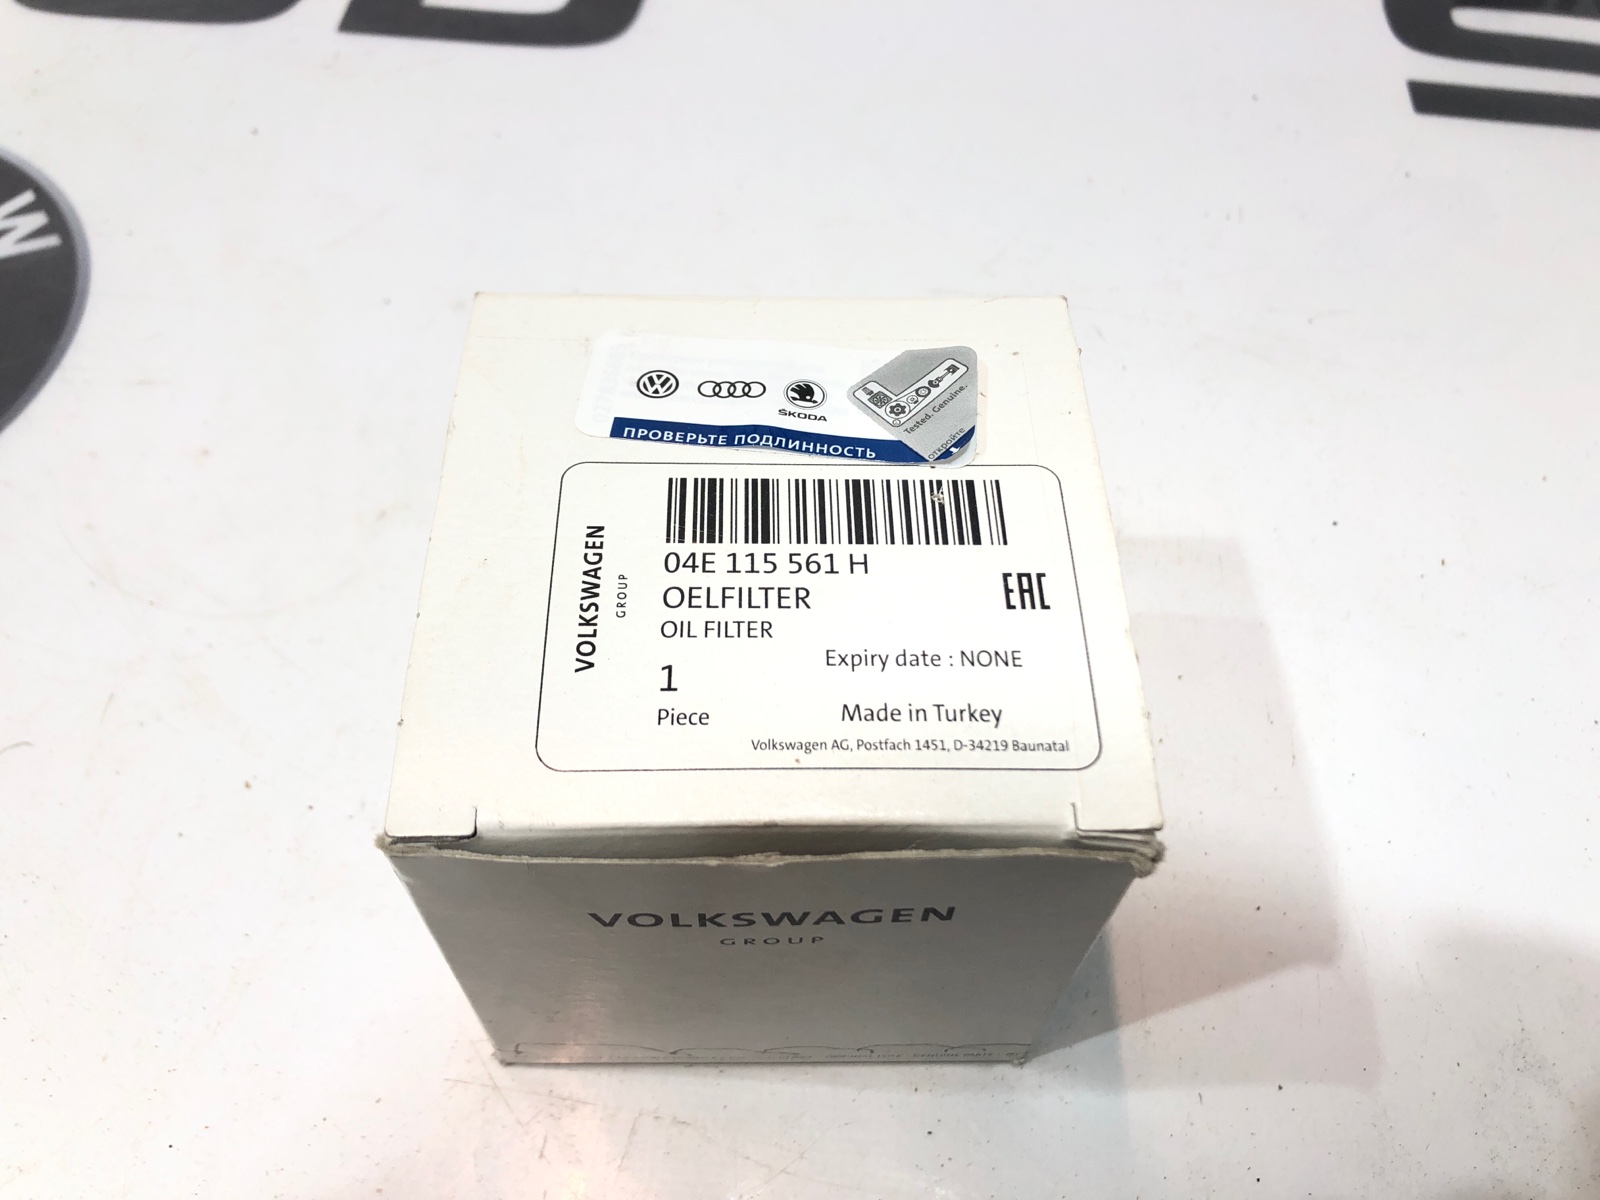 W
ŠKODA
Tested. Genuine.
откройте
ПРОВЕРЬТЕ ПОДЛИННОСТЬ
VOLKSWAGEN
GROUP
04E 115 561 H
OELFILTER
OIL FILTER
EAC
Expiry date : NONE
1
Piece
Made in Turkey
Volkswagen AG, Postfach 1451, D-34219 Baunatal
VOLKSWAGEN
GROUP